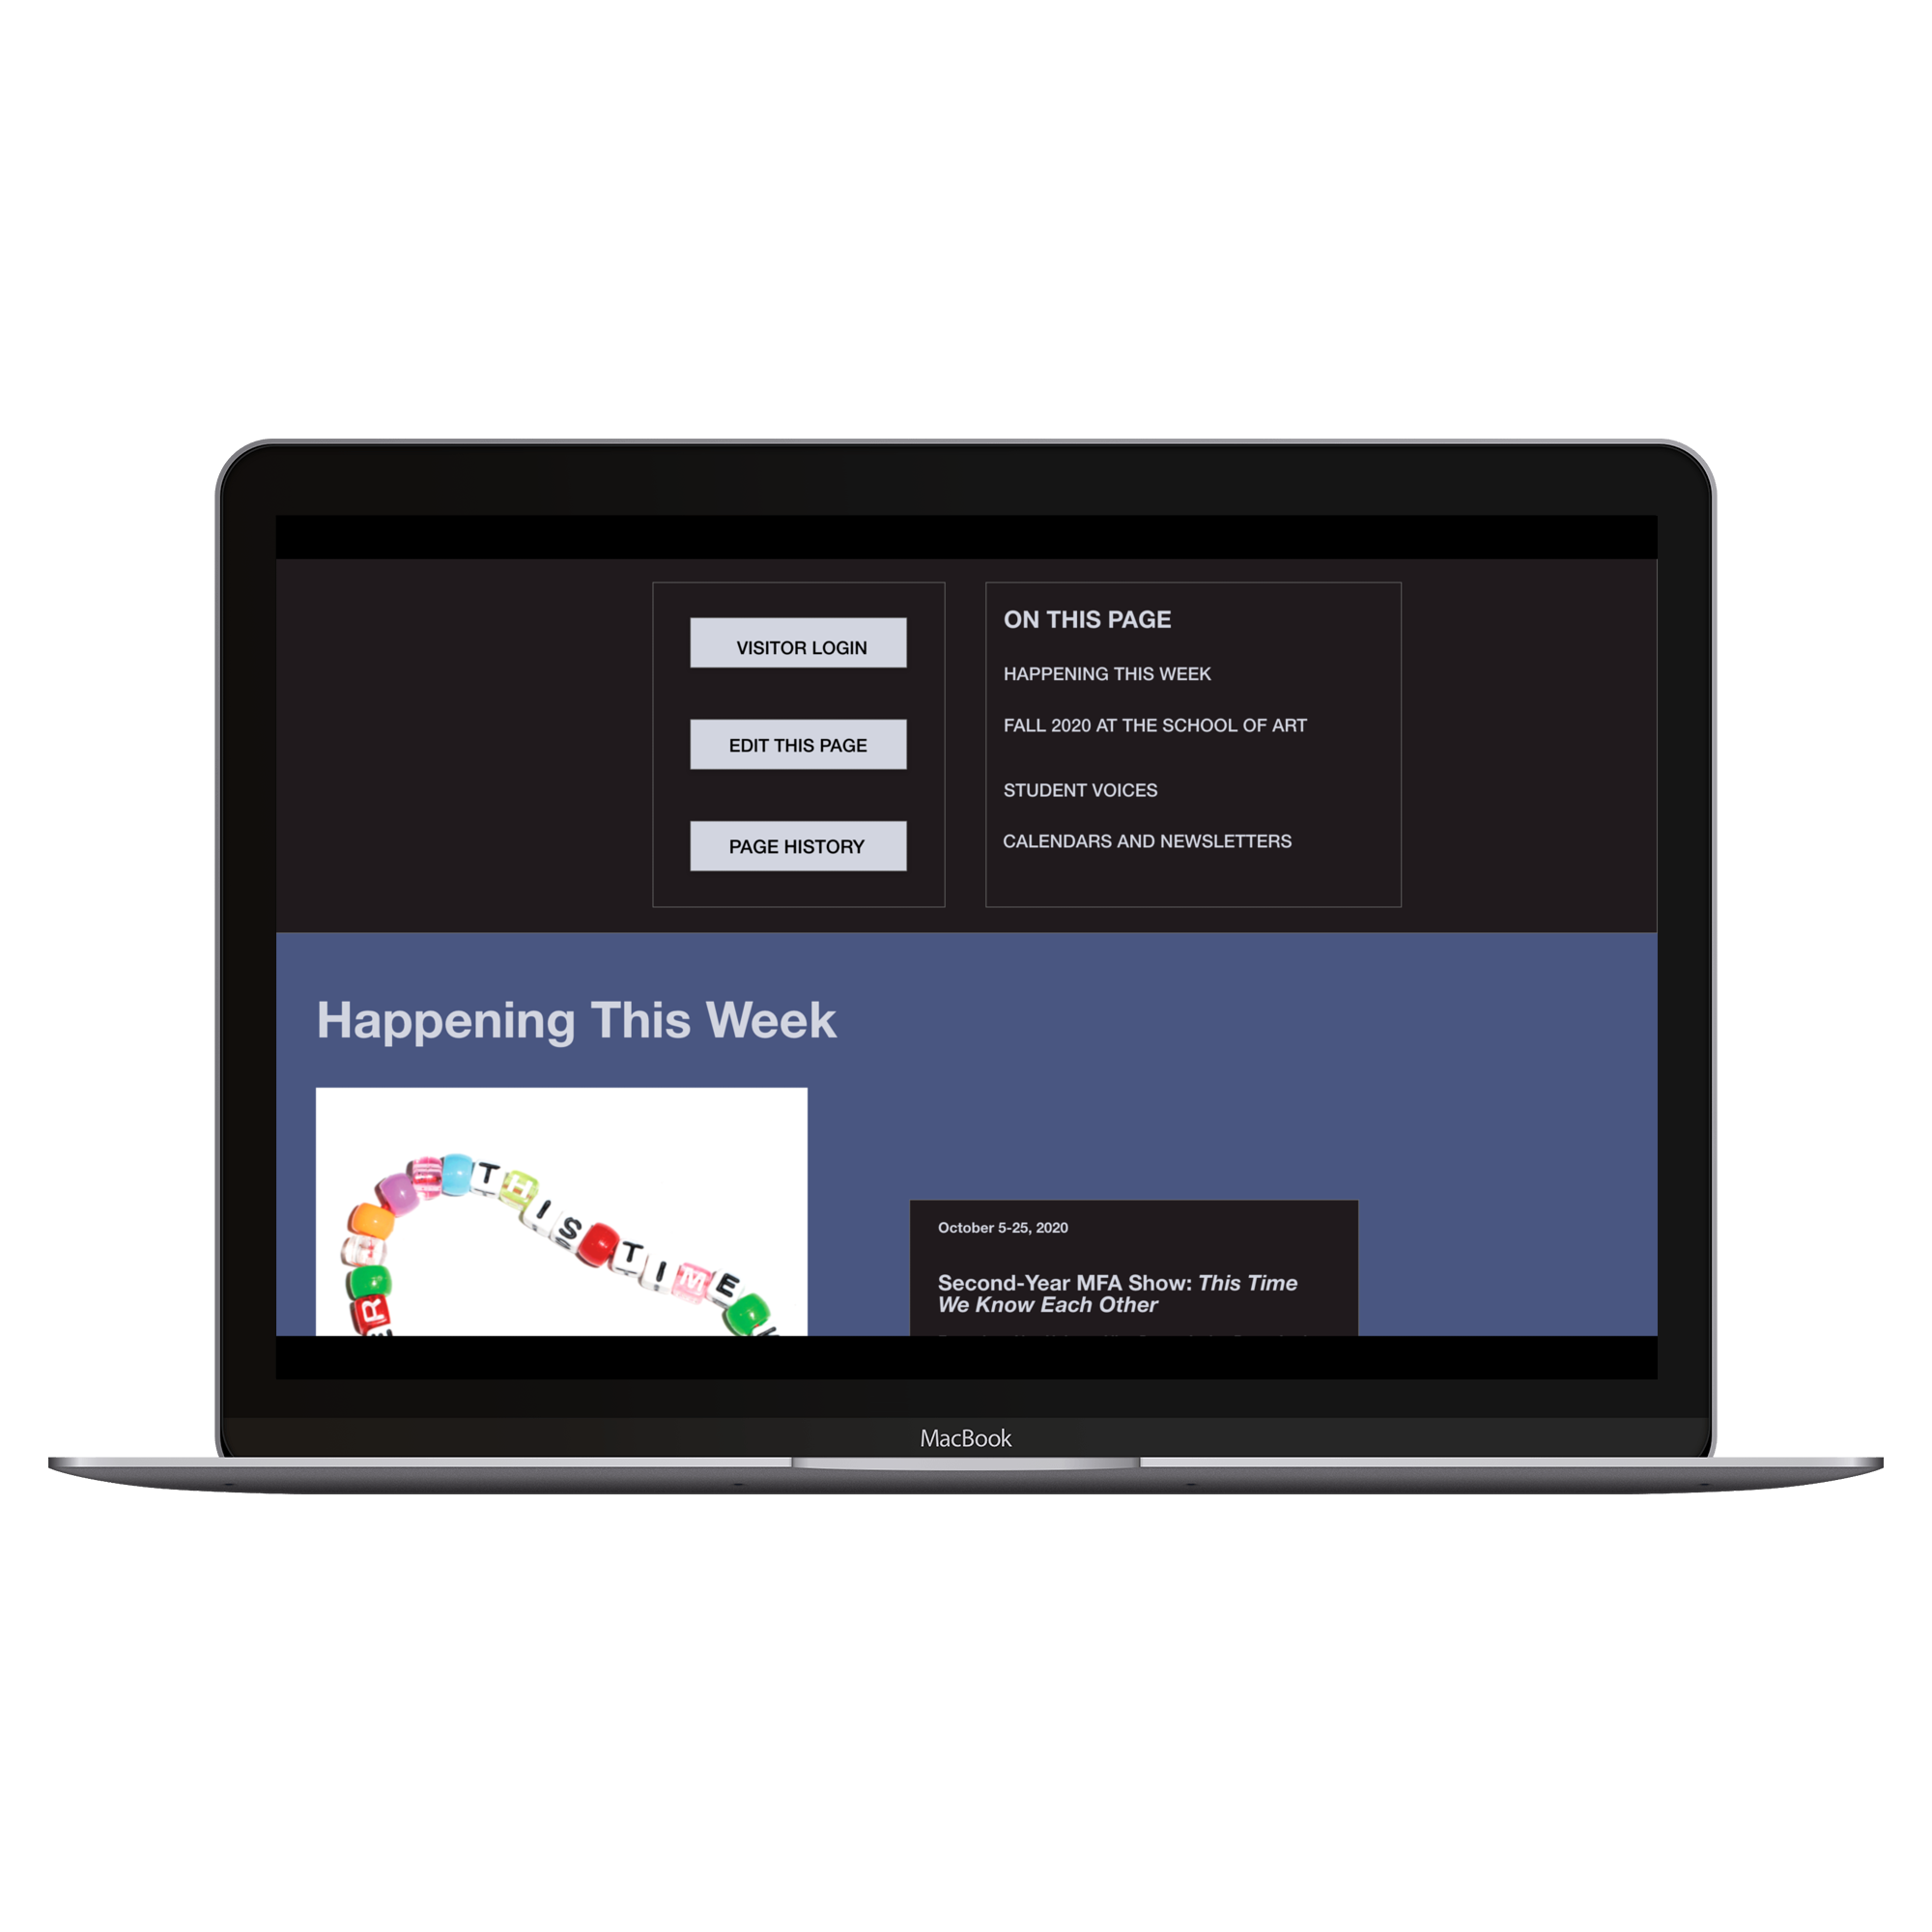 VISITOR LOGIN
EDIT THIS PAGE
PAGE HISTORY
ON THIS PAGE
HAPPENING THIS WEEK
FALL 2020 AT THE SCHOOL OF ART
STUDENT VOICES
CALENDARS AND NEWSLETTERS
Happening This Week
THIS TIME
October 5-25, 2020
Second-Year MFA Show: This Time
We Know Each Other
MacBook